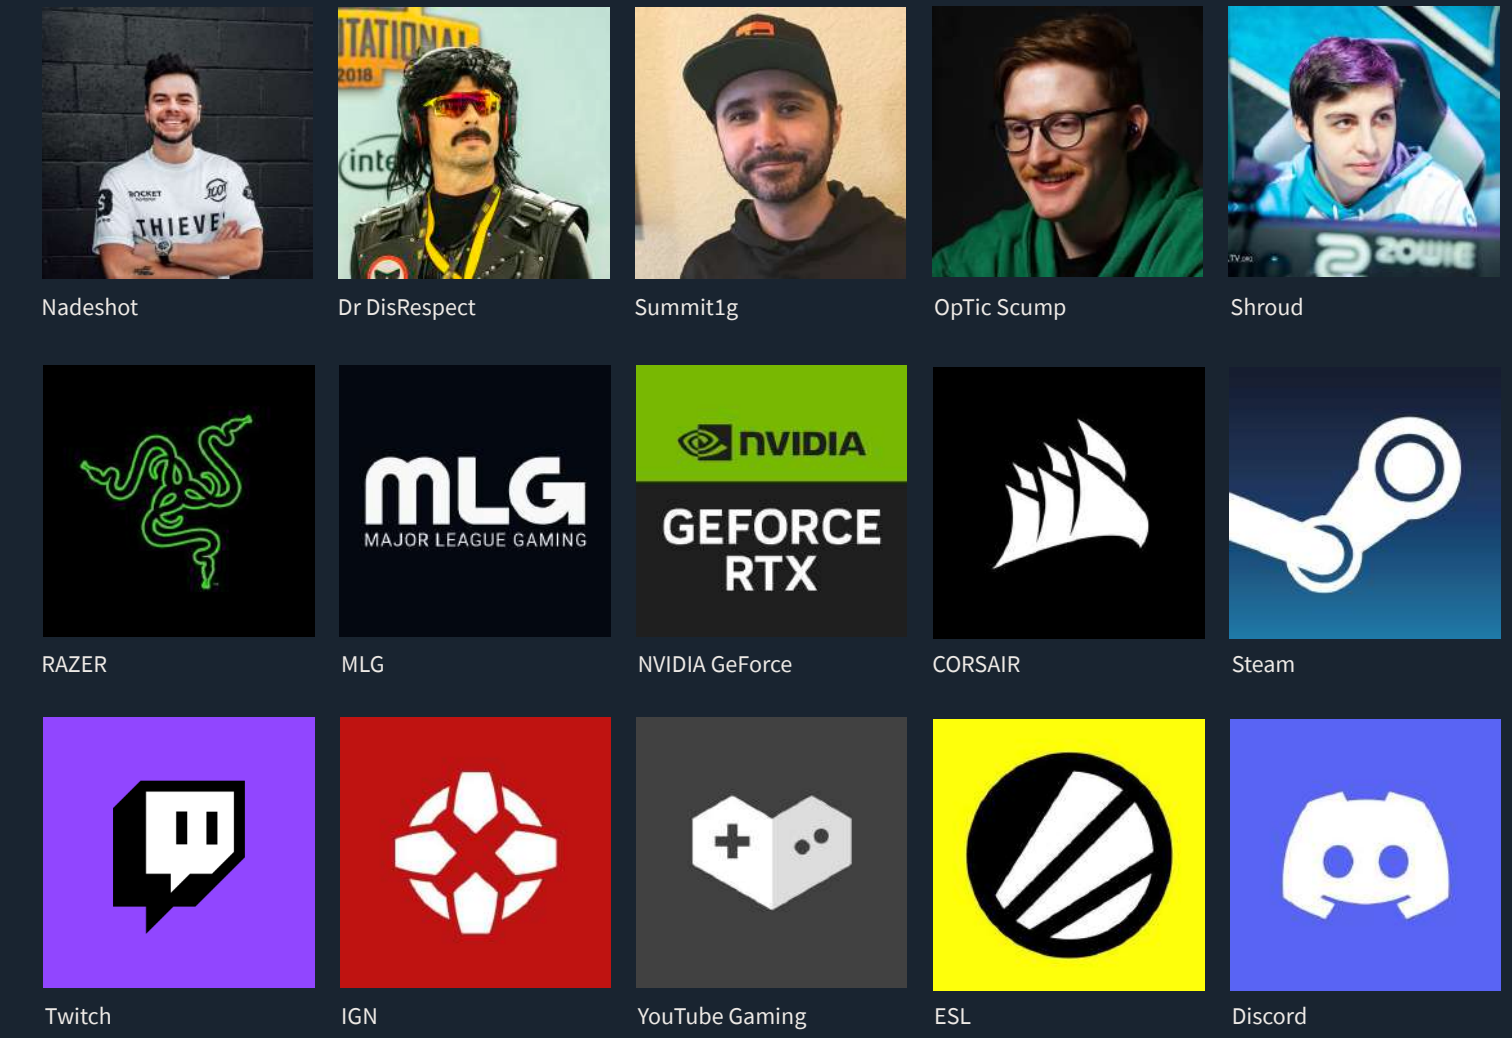 ROCKET
100T
THIEVE
ITATIONAL
2018
inte
ZOWIE
Nadeshot
Dr DisRespect
Summit1g
OpTic Scump
Shroud
MLG
MAJOR LEAGUE GAMING
NVIDIA
GEFORCE
RTX
RAZER
MLG
NVIDIA GeForce
CORSAIR
Steam
Twitch
IGN
YouTube Gaming
ESL
Discord